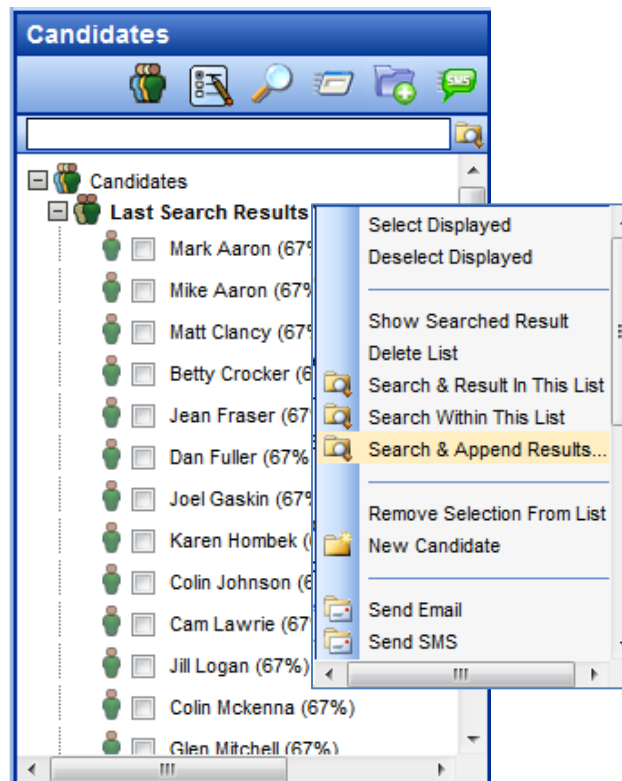 Candidates
SMS
Candidates
Last Search Results
Mark Aaron (67%
Mike Aaron (67%
Matt Clancy (67%
Betty Crocker (6
Jean Fraser (67
Dan Fuller (67%
Joel Gaskin (67%
Karen Hombek (
Colin Johnson (6
Cam Lawrie (67
Jill Logan (67%)
Colin Mckenna (67%)
Glen Mitchell (67%)
Select Displayed
Deselect Displayed
Show Searched Result
Delete List
Search & Result In This List
Search Within This List
Search & Append Results...
Remove Selection From List
New Candidate
Send Email
Send SMS